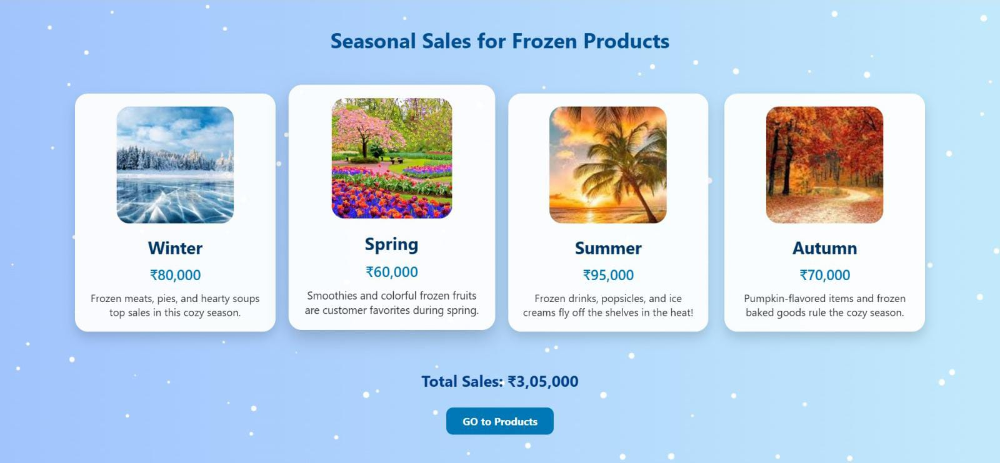 Seasonal Sales for Frozen Products
Winter
₹80,000
Frozen meats, pies, and hearty soups
top sales in this cozy season.
Spring
₹60,000
Smoothies and colorful frozen fruits
are customer favorites during spring.
Summer
₹95,000
Frozen drinks, popsicles, and ice
creams fly off the shelves in the heat!
Autumn
₹70,000
Pumpkin-flavored items and frozen
baked goods rule the cozy season.
Total Sales: ₹3,05,000
GO to Products